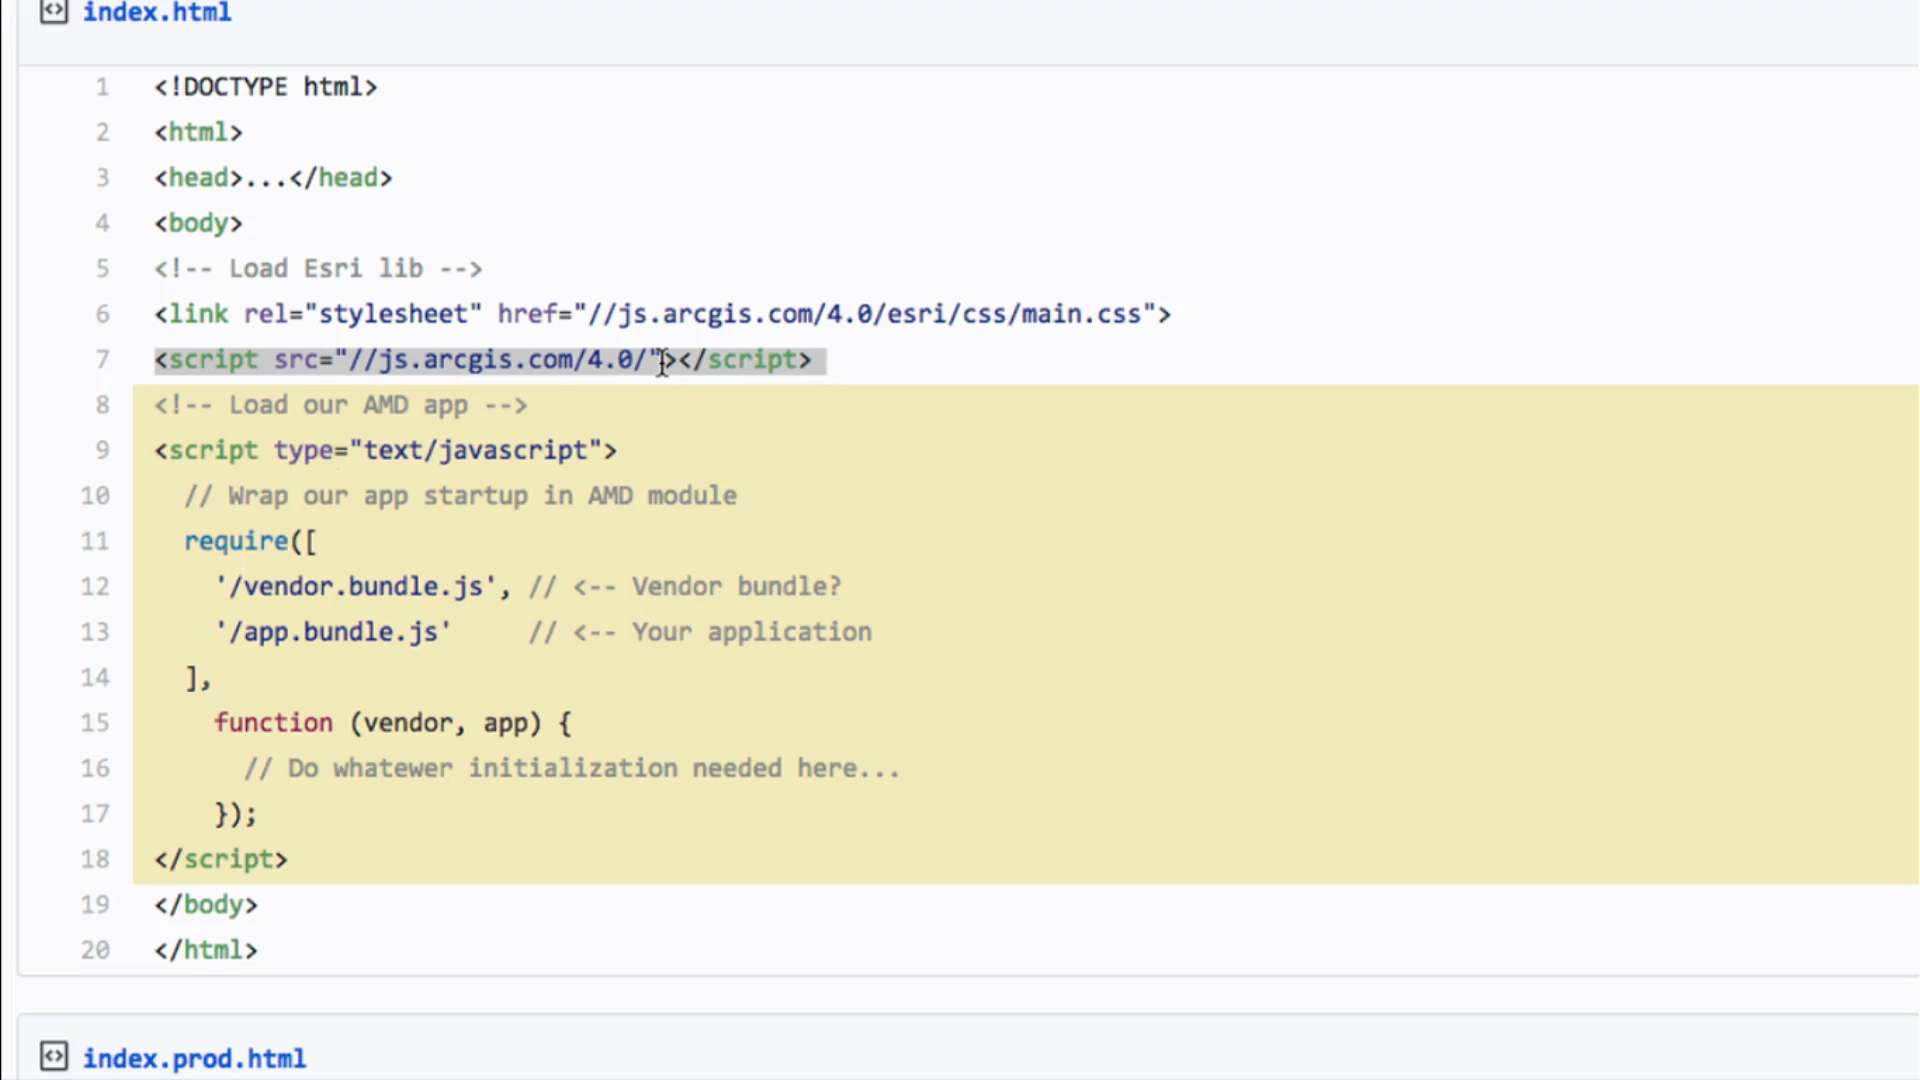 index.html
1 <!DOCTYPE html>
2 <html>
3 <head>...</head>
4 <body>
5 <!-- Load Esri lib -->
6 <link rel="stylesheet" href="//js.arcgis.com/4.0/esri/css/main.css">
7 <script src="//js.arcgis.com/4.0/"></script>
8 <!-- Load our AMD app -->
9 <script type="text/javascript">
10 // Wrap our app startup in AMD module
11 require([
12 '/vendor.bundle.js', // <-- Vendor bundle?
13 '/app.bundle.js' // <-- Your application
14 ],
15 function (vendor, app) {
16 // Do whatewer initialization needed here...
17 });
18 </script>
19 </body>
20 </html>
index.prod.html